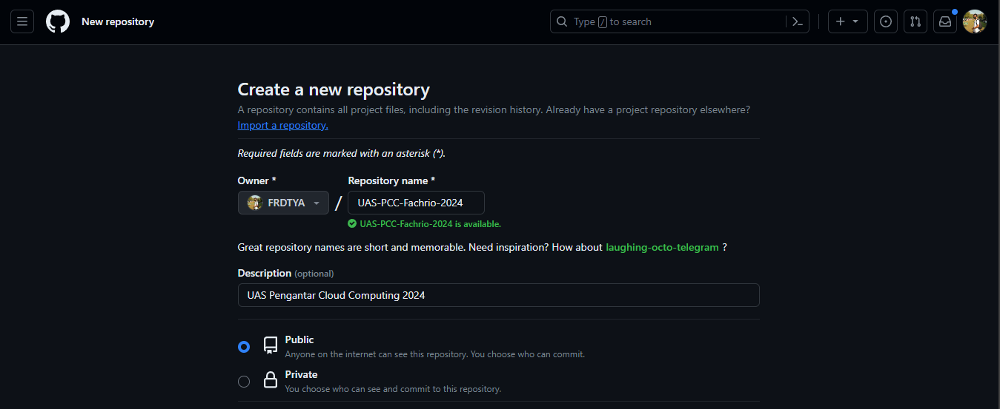 New repository
Type / to search
Create a new repository
A repository contains all project files, including the revision history. Already have a project repository elsewhere?
Import a repository.
Required fields are marked with an asterisk (*).
Owner * Repository name *
FRDTYA / UAS-PCC-Fachrio-2024
UAS-PCC-Fachrio-2024 is available.
Great repository names are short and memorable. Need inspiration? How about laughing-octo-telegram ?
Description (optional)
UAS Pengantar Cloud Computing 2024
Public
Anyone on the internet can see this repository. You choose who can commit.
Private
You choose who can see and commit to this repository.